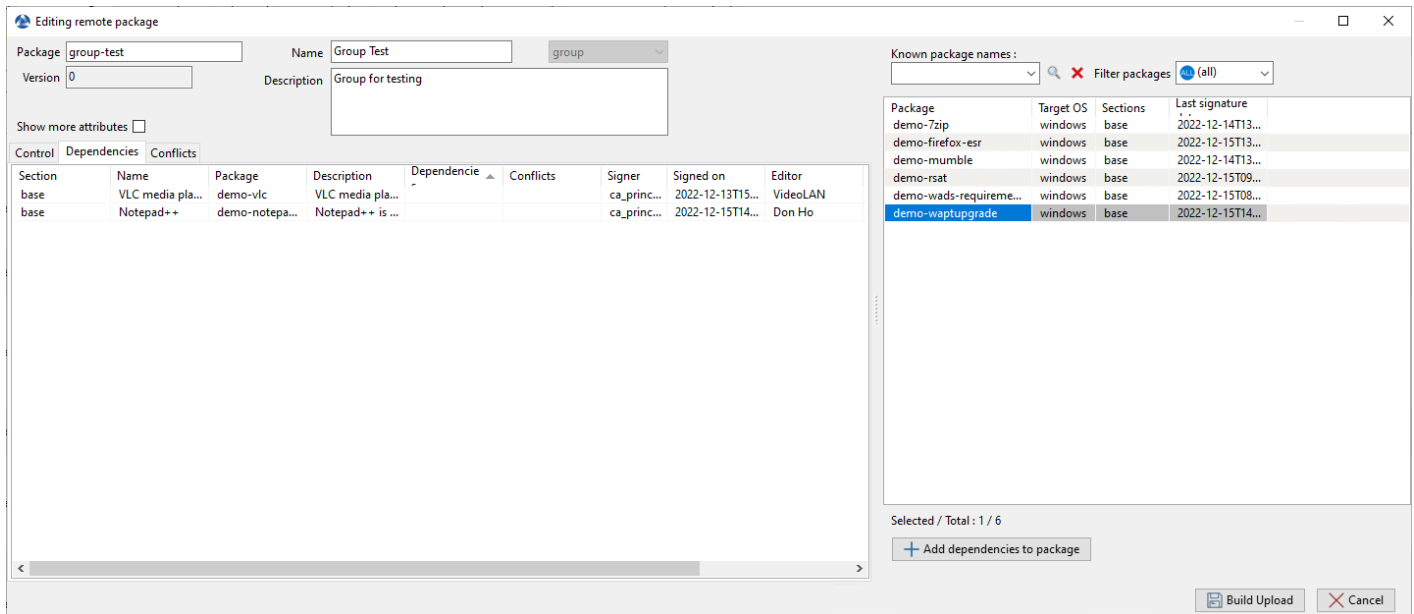 Editing remote package
Package group-test Name Group Test group
Version 0 Description Group for testing
Show more attributes
Control Dependencies Conflicts
Section Name Package Description Dependencie Conflicts Signer Signed on Editor
base VLC media pla... demo-vlc VLC media pla... ca_princ... 2022-12-13T15... VideoLAN
base Notepad++ demo-notepa... Notepad++ is ... ca_princ... 2022-12-15T14... Don Ho
Known package names :
Filter packages ALL (all)
Package Target OS Sections Last signature
demo-7zip windows base 2022-12-14T13...
demo-firefox-esr windows base 2022-12-15T13...
demo-mumble windows base 2022-12-14T13...
demo-rsat windows base 2022-12-15T09...
demo-wads-requireme... windows base 2022-12-15T08...
demo-waptupgrade windows base 2022-12-15T14...
Selected / Total : 1 / 6
Add dependencies to package
Build Upload Cancel